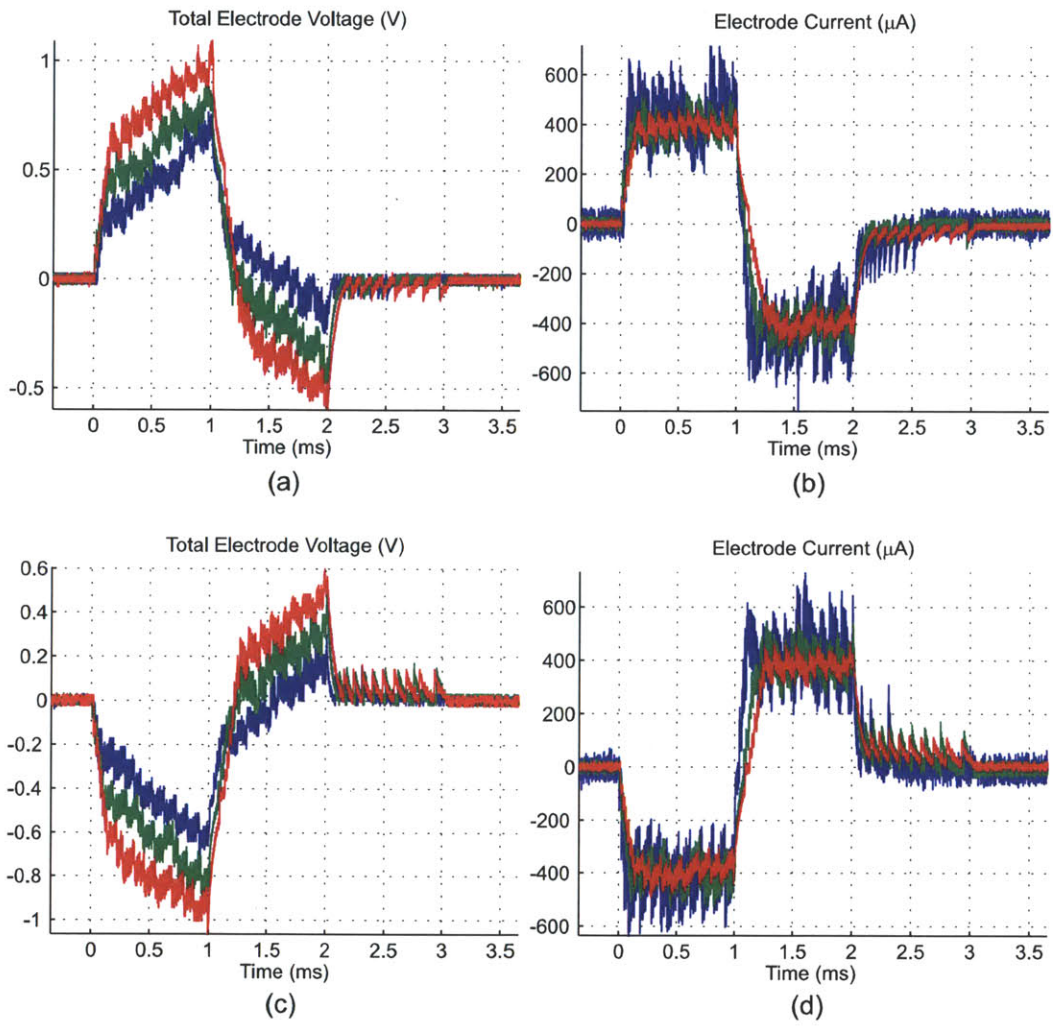 Total Electrode Voltage (V)
1
0.5
0
-0.5
0 0.5 1 1.5 2 2.5 3 3.5
Time (ms)
(a)
Electrode Current (µA)
600
400
200
0
-200
-400
-600
0 0.5 1 1.5 2 2.5 3 3.5
Time (ms)
(b)
Total Electrode Voltage (V)
0.6
0.4
0.2
0
-0.2
-0.4
-0.6
-0.8
-1
0 0.5 1 1.5 2 2.5 3 3.5
Time (ms)
(c)
Electrode Current (µA)
600
400
200
0
-200
-400
-600
0 0.5 1 1.5 2 2.5 3 3.5
Time (ms)
(d)